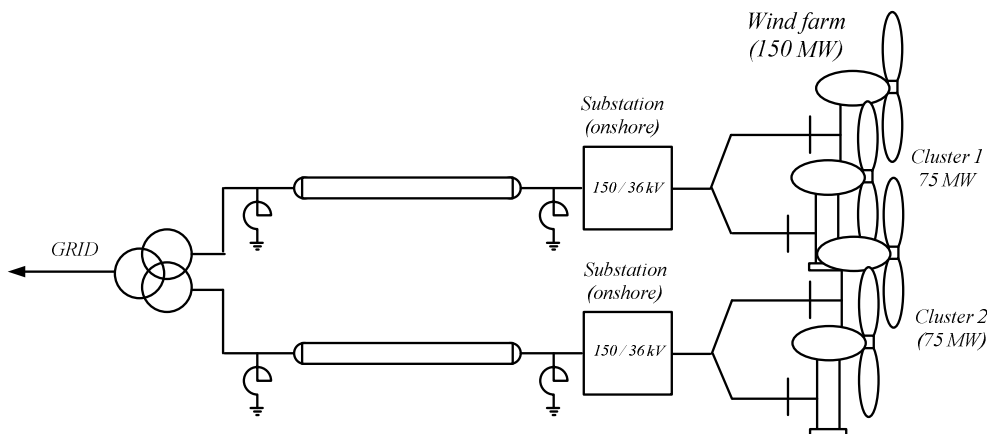 Wind farm
(150 MW)
Substation
(onshore)
150 / 36 kV
Cluster 1
75 MW
GRID
Substation
(onshore)
150 / 36 kV
Cluster 2
(75 MW)